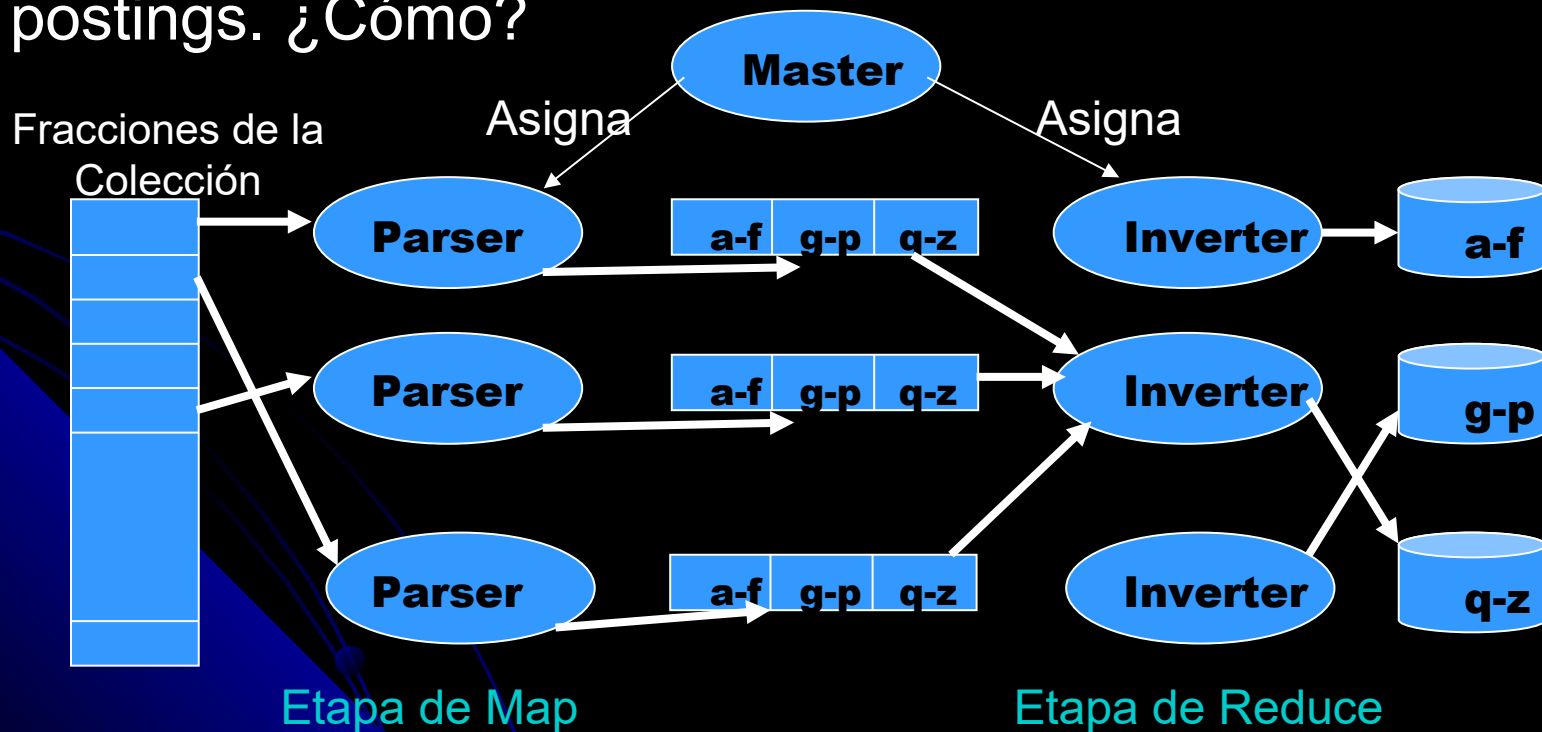 postings. ¿Cómo?
Master
Asigna
Asigna
Fracciones de la
Colección
Parser
a-f g-p q-z
Inverter
a-f
Parser
a-f g-p q-z
Inverter
g-p
Parser
a-f g-p q-z
Inverter
q-z
Etapa de Map
Etapa de Reduce